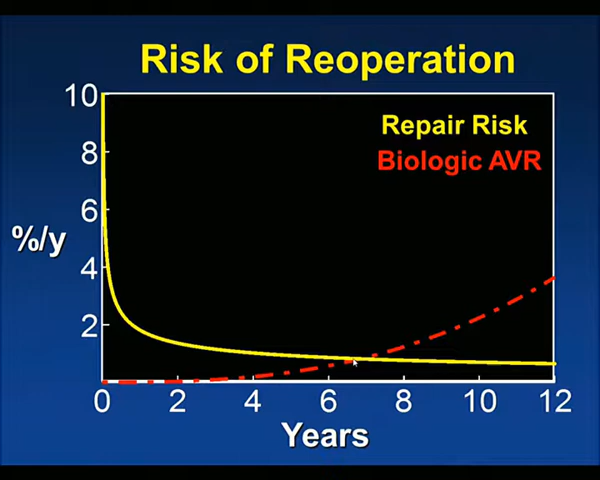 Risk of Reoperation
Repair Risk
Biologic AVR
%/y
10
8
6
4
2
0 2 4 6 8 10 12
Years